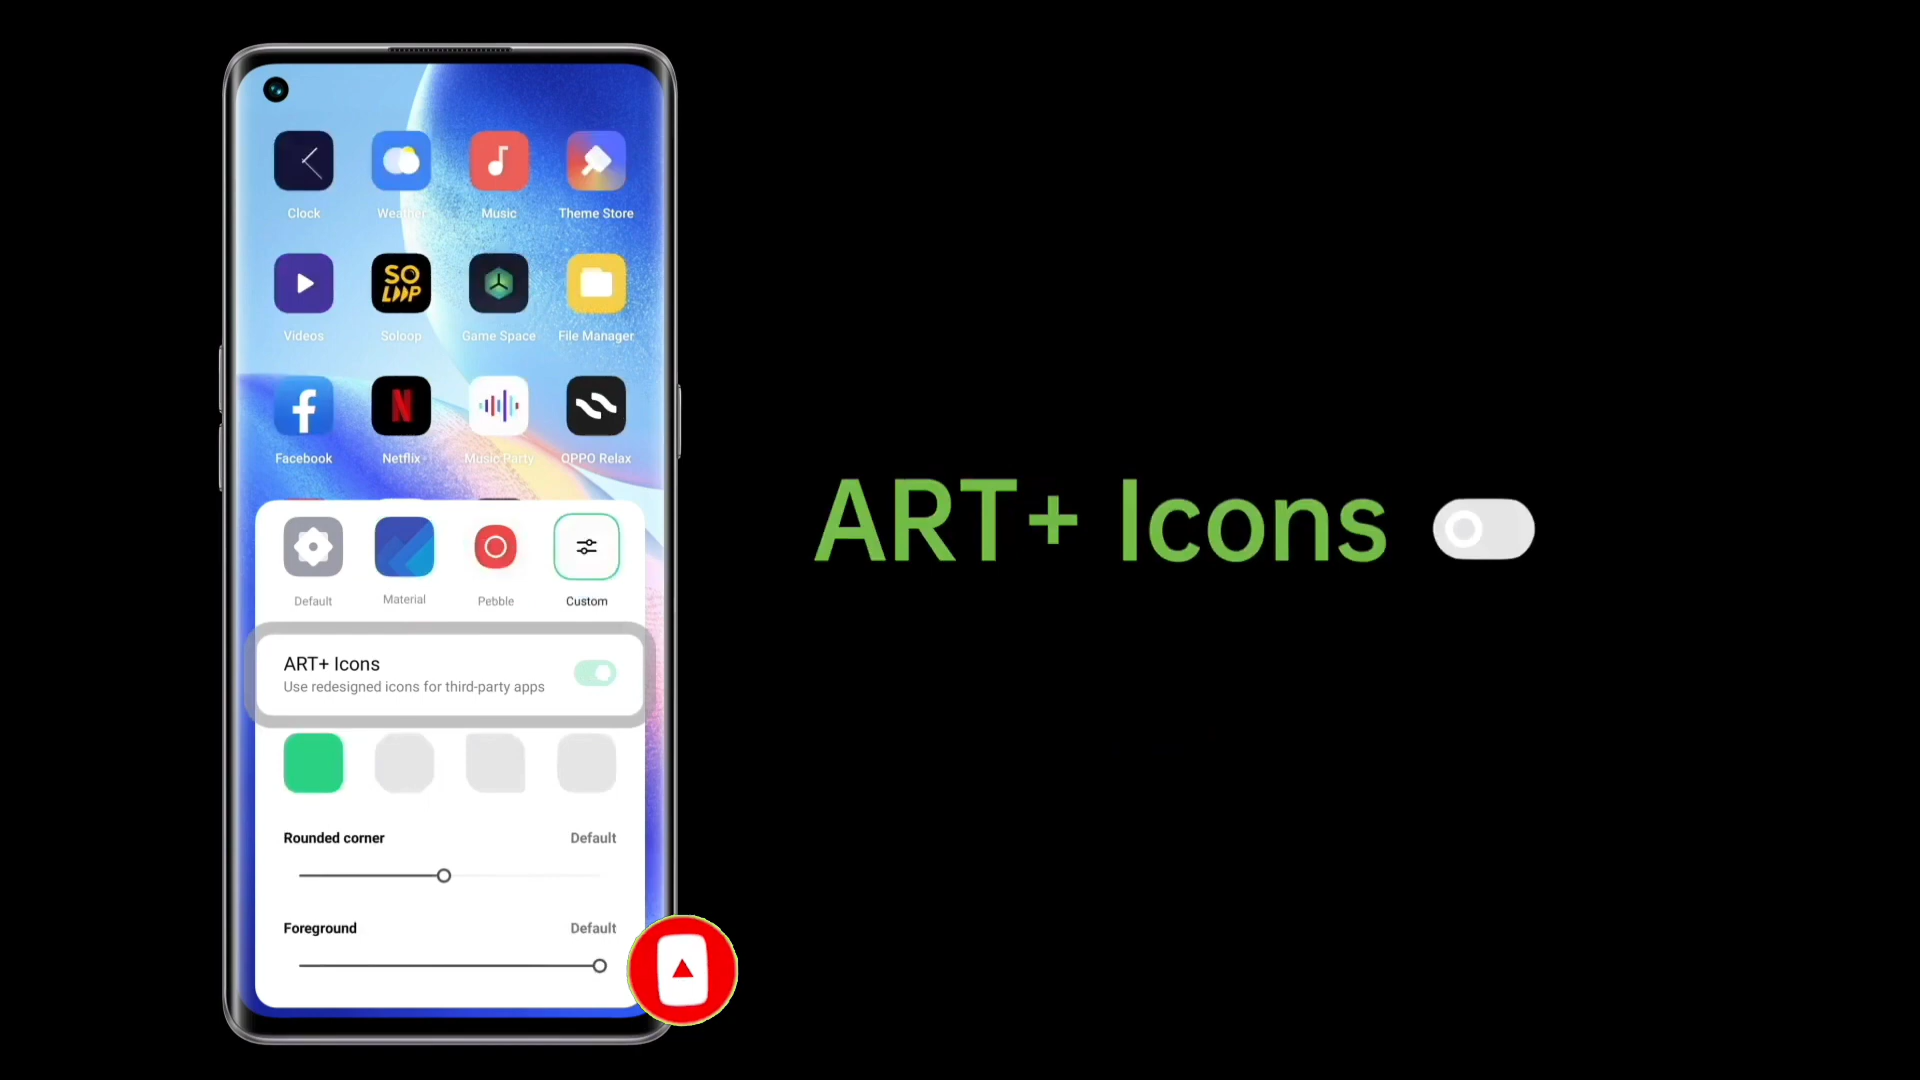 Clock Weather Music Theme Store
SO
LOOP
Videos Soloop Game Space File Manager
Facebook Netflix Music Party OPPO Relax
Default Material Pebble Custom
ART+ Icons
Use redesigned icons for third-party apps
Rounded corner Default
Foreground Default
ART+ Icons